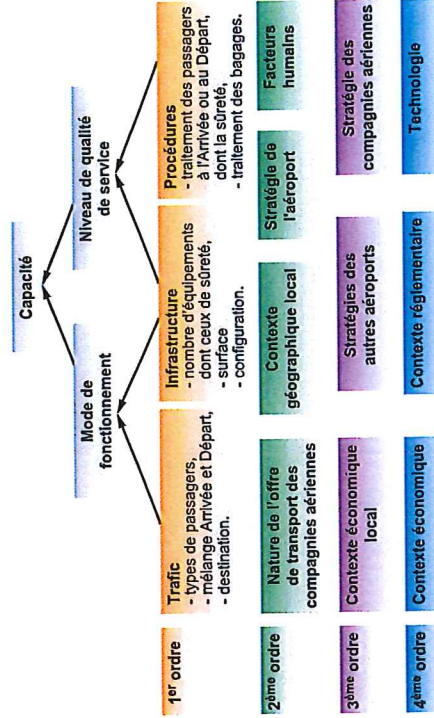 Capacité
Mode de
fonctionnement
Niveau de qualité
de service
1er ordre
Trafic
- types de passagers,
- mélange Arrivée et Départ,
- destination.
Infrastructure
- nombre d'équipements
dont ceux de sûreté,
- surface
- configuration.
Procédures
- traitement des passagers
à l'Arrivée ou au Départ,
dont la sûreté,
- traitement des bagages.
2ème ordre
Nature de l'offre
de transport des
compagnies aériennes
Contexte
géographique local
Stratégie de
l'aéroport
Facteurs
humains
3ème ordre
Contexte économique
local
Stratégies des
autres aéroports
Stratégie des
compagnies aériennes
4ème ordre
Contexte économique
Contexte réglementaire
Technologie